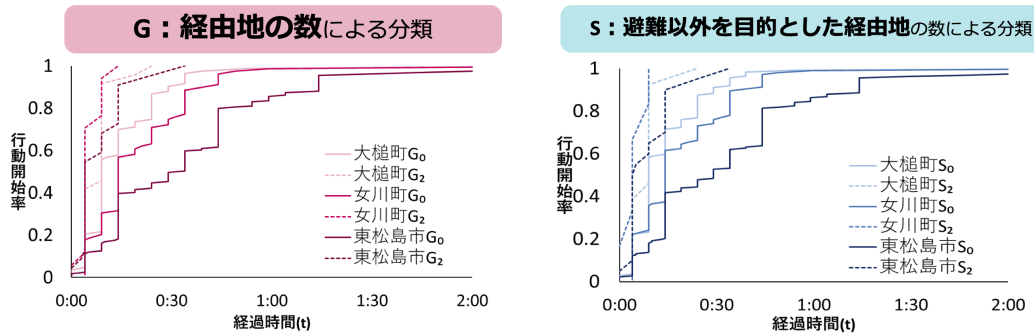 G：経由地の数による分類
1
0.8
0.6
0.4
0.2
0
行動開始率
大槌町G₀
大槌町G₂
女川町G₀
女川町G₂
東松島市G₀
東松島市G₂
0:00
0:30
1:00
1:30
2:00
経過時間(t)
S：避難以外を目的とした経由地の数による分類
1
0.8
0.6
0.4
0.2
0
行動開始率
大槌町S₀
大槌町S₂
女川町S₀
女川町S₂
東松島市S₀
東松島市S₂
0:00
0:30
1:00
1:30
2:00
経過時間(t)